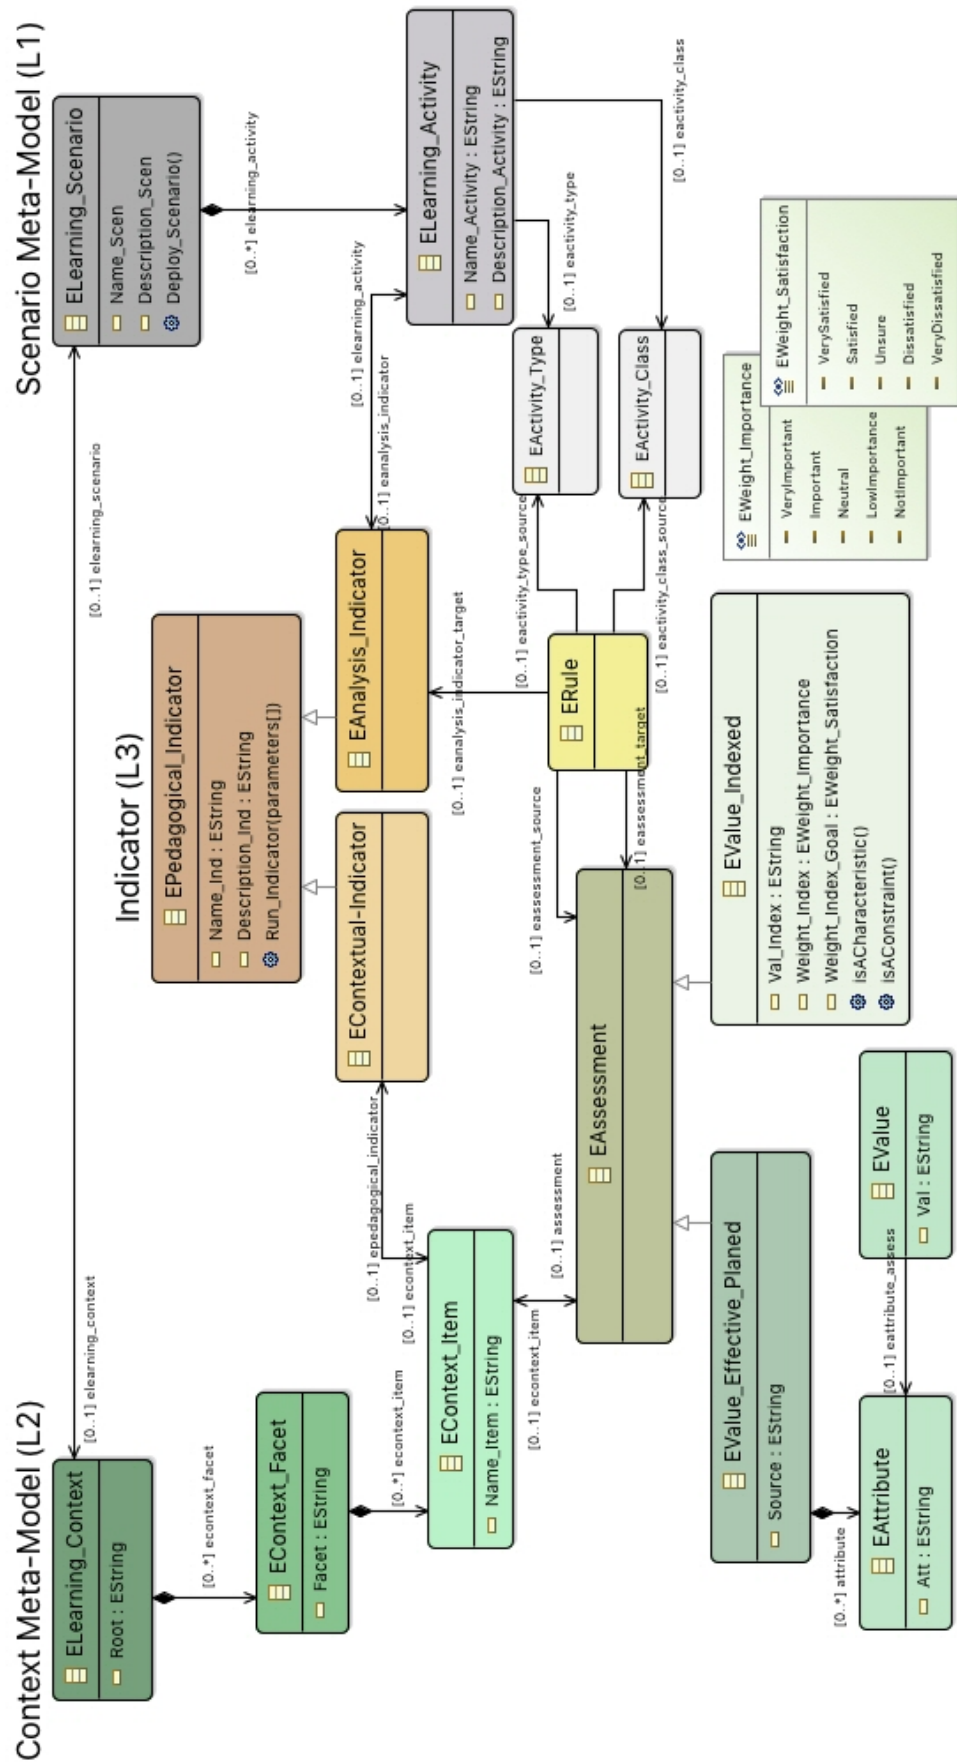 Context Meta-Model (L2)
Indicator (L3)
Scenario Meta-Model (L1)
ELearning_Context
Root : EString
[0..1] elearning_context
[0..1] elearning_scenario
ELearning_Scenario
Name_Scen
Description_Scen
Deploy_Scenario()
[0..*] econtext_facet
[0..*] elearning_activity
EPedagogical_Indicator
Name_Ind : EString
Description_Ind : EString
Run_Indicator(parameters[])
EContext_Facet
Facet : EString
[0..*] econtext_item
EContextual-Indicator
EAnalysis_Indicator
[0..1] epedagogical_indicator
[0..1] econtext_item
[0..1] elearning_activity
[0..1] eanalysis_indicator
ELearning_Activity
Name_Activity : EString
Description_Activity : EString
EContext_Item
Name_Item : EString
[0..1] econtext_item
[0..1] assessment
[0..1] eanalysis_indicator_target
[0..1] eactivity_type_source
[0..1] eactivity_type
[0..1] eactivity_class
ERule
EActivity_Type
EActivity_Class
[0..1] eassessment_source
[0..1] eassessment_target
[0..1] eactivity_class_source
EAssessment
EValue_Effective_Planed
Source : EString
EValue_Indexed
Val_Index : EString
Weight_Index : EWeight_Importance
Weight_Index_Goal : EWeight_Satisfaction
IsACharacteristic()
IsAConstraint()
EWeight_Importance
VeryImportant
Important
Neutral
LowImportance
NotImportant
EWeight_Satisfaction
VerySatisfied
Satisfied
Unsure
Dissatisfied
VeryDissatisfied
[0..*] attribute
EAttribute
Att : EString
[0..1] eattribute_assess
EValue
Val : EString